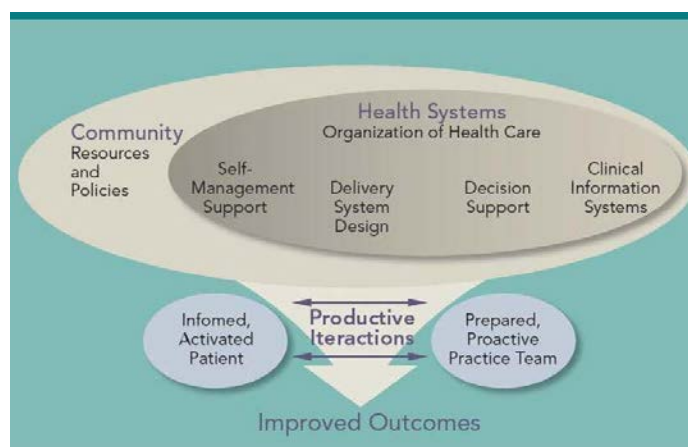 Community
Resources
and
Policies
Health Systems
Organization of Health Care
Self-
Management
Support
Delivery
System
Design
Decision
Support
Clinical
Information
Systems
Infomed,
Activated
Patient
Productive
Iteractions
Prepared,
Proactive
Practice Team
Improved Outcomes